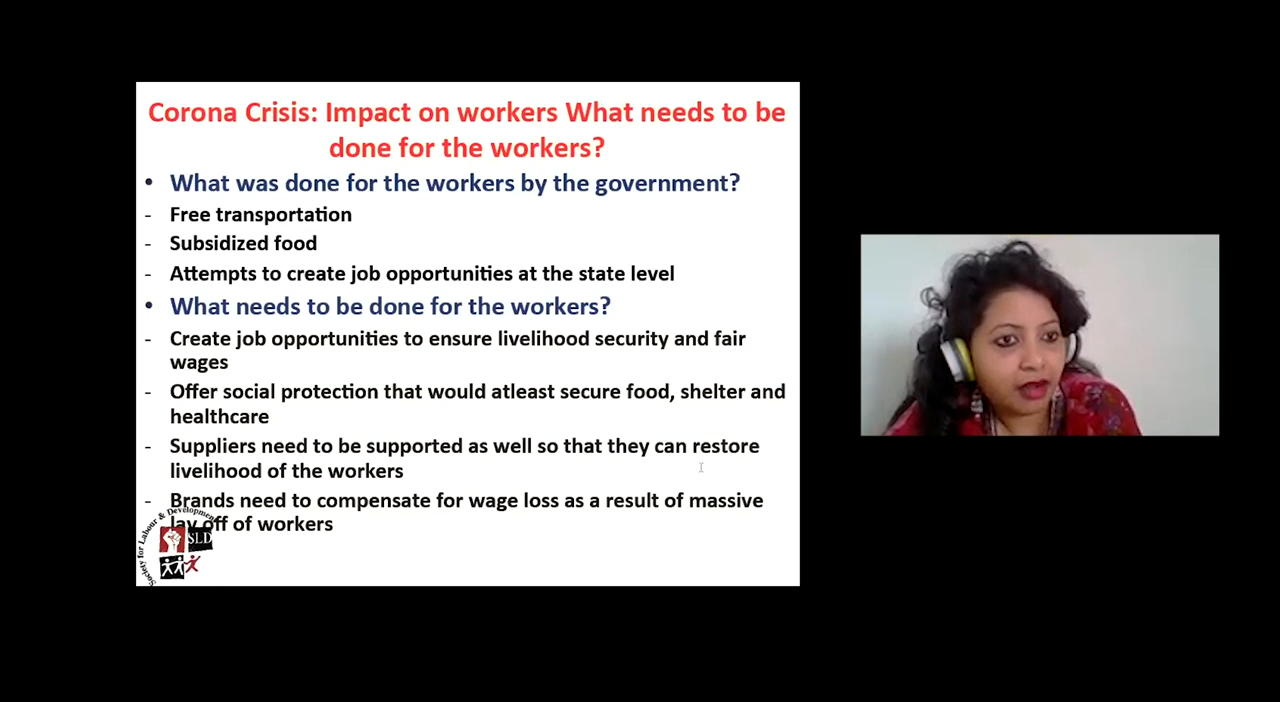 Corona Crisis: Impact on workers What needs to be
done for the workers?
• What was done for the workers by the government?
- Free transportation
- Subsidized food
- Attempts to create job opportunities at the state level
• What needs to be done for the workers?
- Create job opportunities to ensure livelihood security and fair
wages
- Offer social protection that would atleast secure food, shelter and
healthcare
- Suppliers need to be supported as well so that they can restore
livelihood of the workers
- Brands need to compensate for wage loss as a result of massive
lay off of workers
Society for Labour & Development
SLD